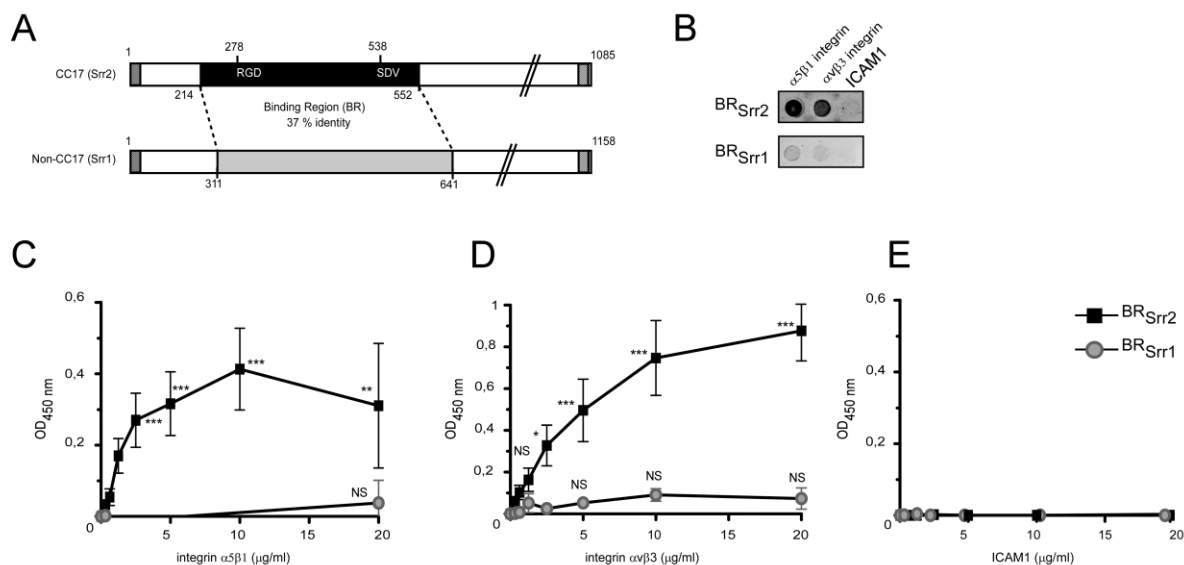 A
1 278 538 1085
CC17 (Srr2) RGD SDV
214 552
Binding Region (BR)
37 % identity
1 1158
Non-CC17 (Srr1)
311 641
B
α5β1 integrin
αvβ3 integrin
ICAM1
BRSrr2
BRSrr1
C
0,6
0,4
0,2
0 5 10 15 20
OD450 nm
*** *** *** ** NS
integrin α5β1 (μg/ml)
D
1
0,8
0,6
0,4
0,2
0 5 10 15 20
OD450 nm
NS * *** *** ***
NS NS NS
integrin αvβ3 (μg/ml)
E
0,6
0,4
0,2
0 5 10 15 20
OD450 nm
ICAM1 (μg/ml)
BRSrr2
BRSrr1